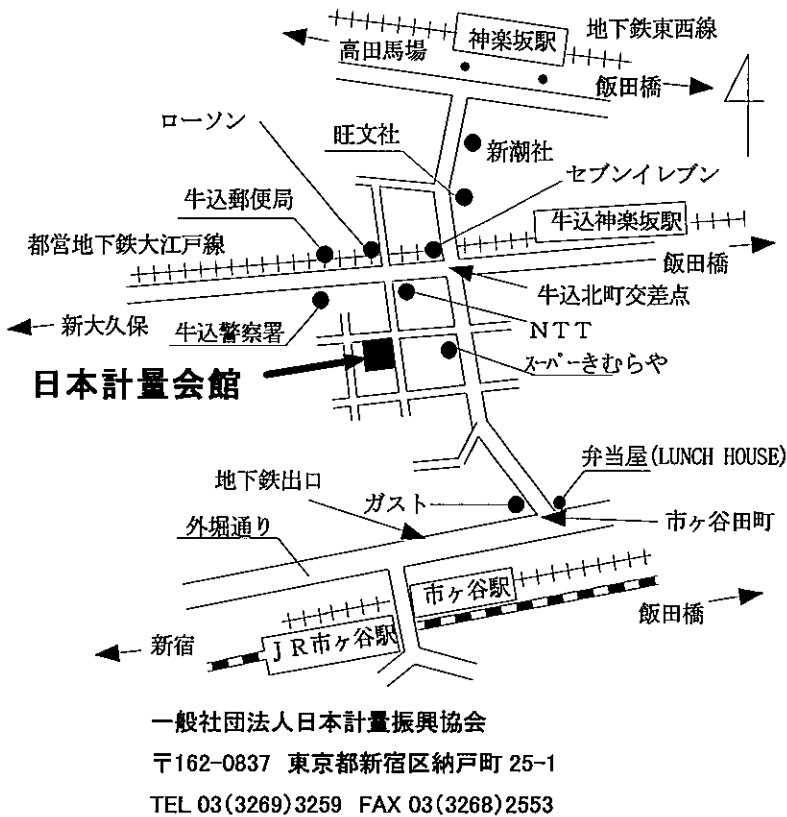 神楽坂駅
地下鉄東西線
高田馬場
飯田橋
ローソン
旺文社
新潮社
セブンイレブン
牛込郵便局
牛込神楽坂駅
都営地下鉄大江戸線
飯田橋
牛込北町交差点
新大久保
牛込警察署
NTT
スーパーきむらや
日本計量会館
弁当屋(LUNCH HOUSE)
地下鉄出口
ガスト
外堀通り
市ヶ谷田町
市ヶ谷駅
飯田橋
新宿
JR市ヶ谷駅
一般社団法人日本計量振興協会
〒162-0837 東京都新宿区納戸町 25-1
TEL 03(3269)3259 FAX 03(3268)2553